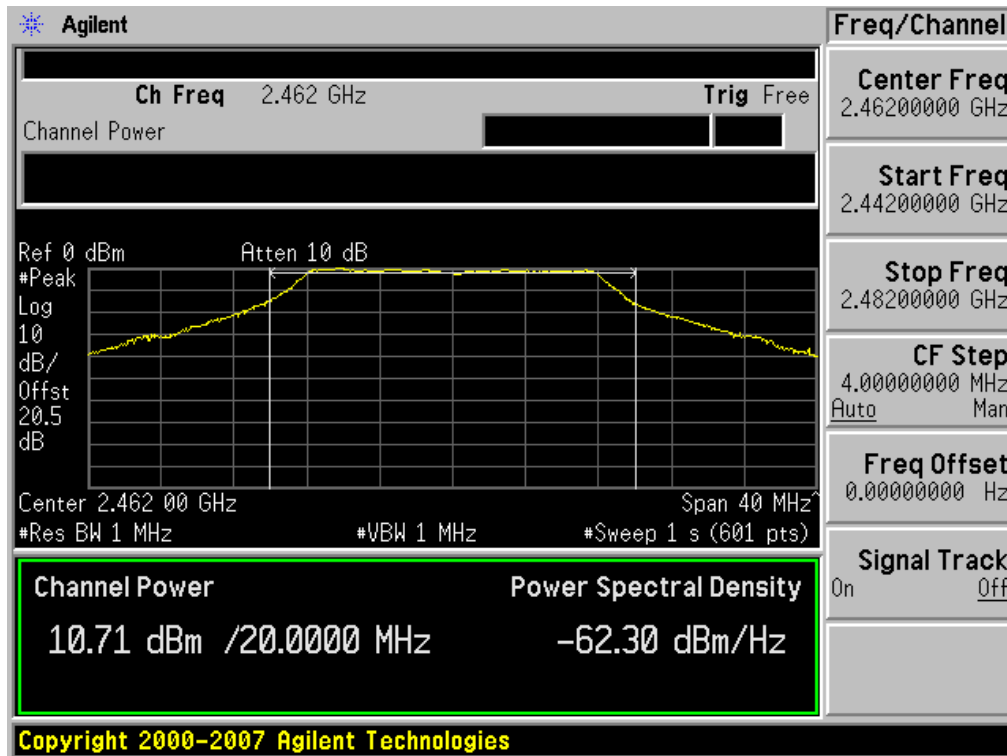 Agilent
Freq/Channel
Ch Freq 2.462 GHz Trig Free
Channel Power
Center Freq
2.46200000 GHz
Start Freq
2.44200000 GHz
Stop Freq
2.48200000 GHz
CF Step
4.00000000 MHz
Auto Man
Freq Offset
0.00000000 Hz
Signal Track
On Off
Ref 0 dBm Atten 10 dB
#Peak
Log
10
dB/
Offst
20.5
dB
Center 2.462 00 GHz Span 40 MHz^
#Res BW 1 MHz #VBW 1 MHz #Sweep 1 s (601 pts)
Channel Power Power Spectral Density
10.71 dBm /20.0000 MHz -62.30 dBm/Hz
Copyright 2000-2007 Agilent Technologies